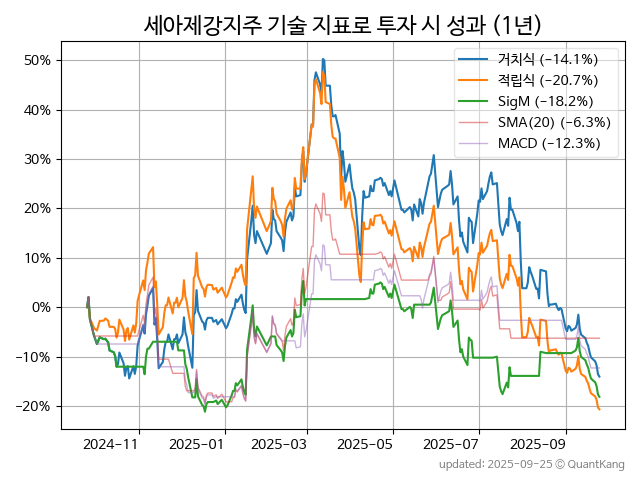 세아제강지주 기술 지표로 투자 시 성과 (1년)
거치식 (−14.1%)
적립식 (−20.7%)
SigM (−18.2%)
SMA(20) (−6.3%)
MACD (−12.3%)
50%
40%
30%
20%
10%
0%
−10%
−20%
2024−11
2025−01
2025−03
2025−05
2025−07
2025−09
updated: 2025−09−25 © QuantKang